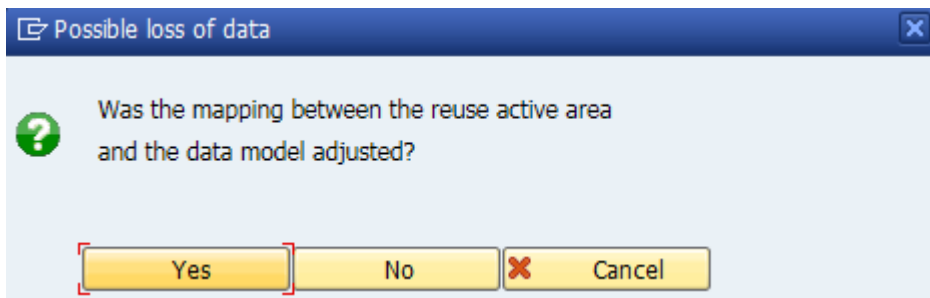 Possible loss of data
Was the mapping between the reuse active area
and the data model adjusted?
Yes No Cancel